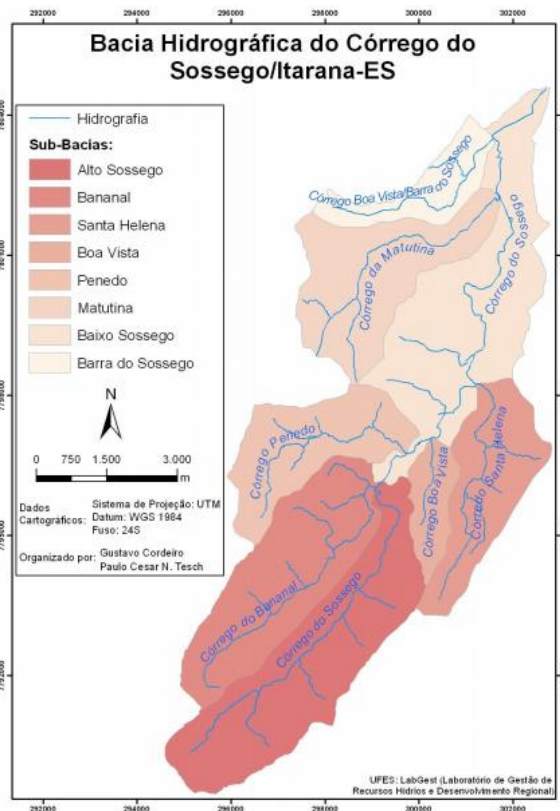 292000 294000 296000 298000 300000 302000
Bacia Hidrográfica do Córrego do
Sossego/Itarana-ES
Hidrografia
Sub-Bacias:
Alto Sossego
Bananal
Santa Helena
Boa Vista
Penedo
Matutina
Baixo Sossego
Barra do Sossego
N
0 750 1.500 3.000
m
Dados
Cartográficos:
Sistema de Projeção: UTM
Datum: WGS 1984
Fuso: 24S
Organizado por: Gustavo Cordeiro
Paulo Cesar N. Tesch
Córrego Boa Vista/Barra do Sossego
Córrego da Matutina
Córrego do Sossego
Córrego Penedo
Córrego Boa Vista
Córrego Santa Helena
Córrego do Bananal
Córrego do Sossego
7792000
UFES: LabGest (Laboratório de Gestão de
Recursos Hídrios e Desenvolvimento Regional)
292000 294000 296000 298000 300000 302000